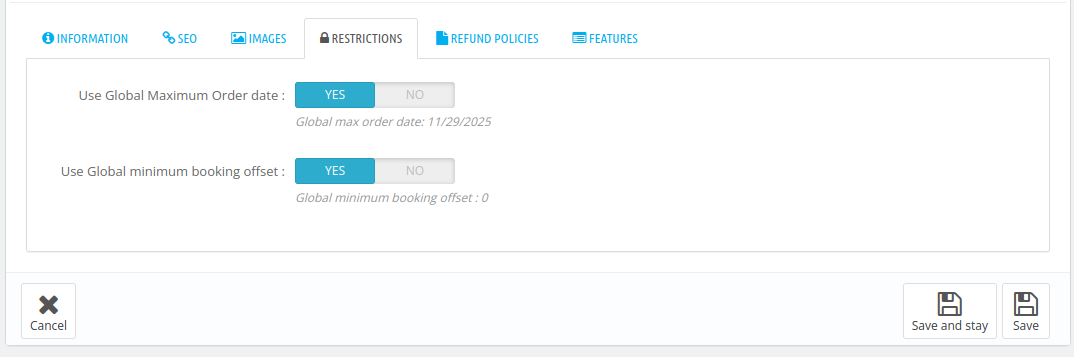 INFORMATION SEO IMAGES RESTRICTIONS REFUND POLICIES FEATURES
Use Global Maximum Order date : YES NO
Global max order date: 11/29/2025
Use Global minimum booking offset : YES NO
Global minimum booking offset : 0
Cancel Save and stay Save